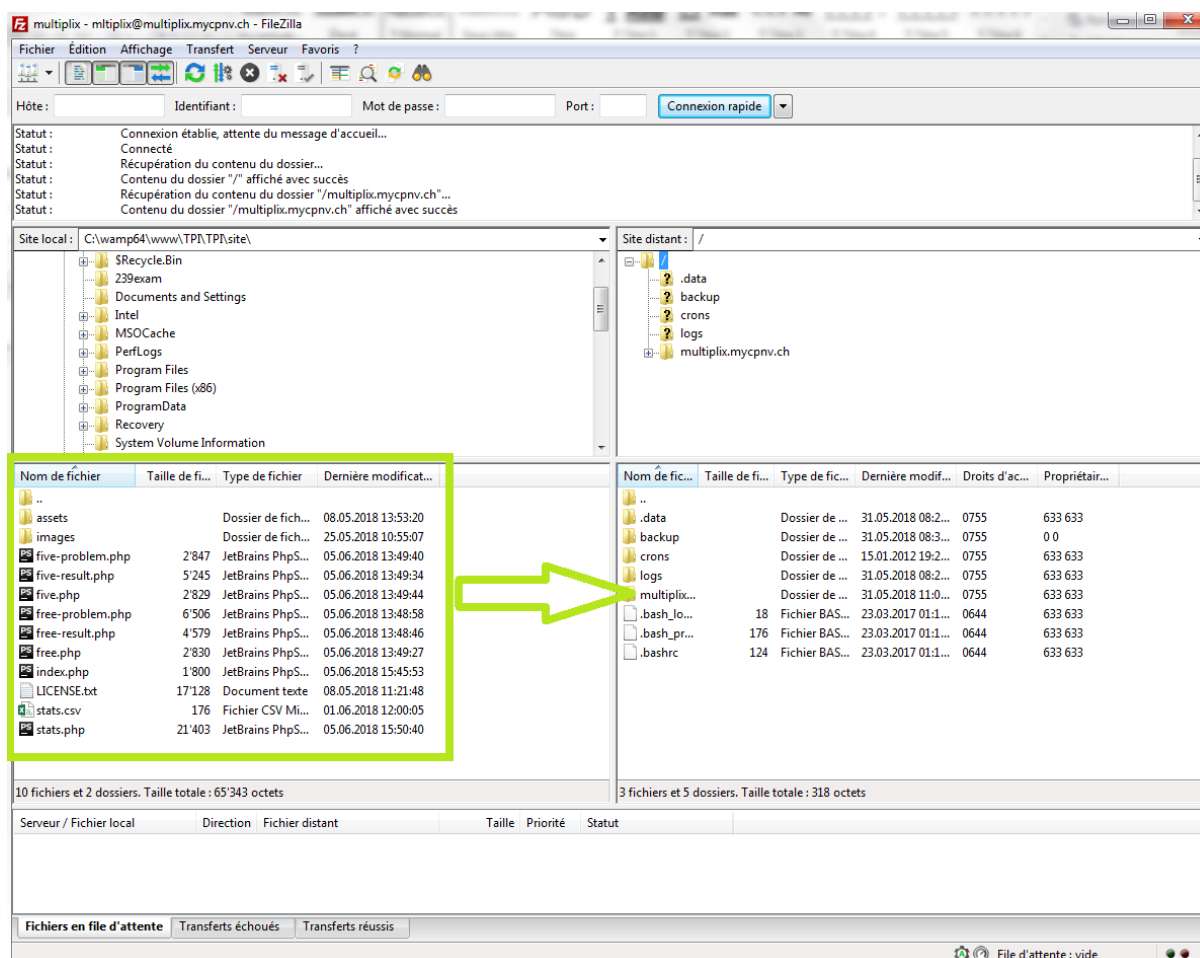 multiplix - mltiplix@multiplix.mycpnv.ch - FileZilla
Fichier Édition Affichage Transfert Serveur Favoris ?
Hôte : Identifiant : Mot de passe : Port : Connexion rapide
Statut : Connexion établie, attente du message d'accueil...
Statut : Connecté
Statut : Récupération du contenu du dossier...
Statut : Contenu du dossier "/" affiché avec succès
Statut : Récupération du contenu du dossier "/multiplix.mycpnv.ch"...
Statut : Contenu du dossier "/multiplix.mycpnv.ch" affiché avec succès
Site local : C:\wamp64\www\TPI\TPI\site\
$Recycle.Bin
239exam
Documents and Settings
Intel
MSOCache
PerfLogs
Program Files
Program Files (x86)
ProgramData
Recovery
System Volume Information
Site distant : /
/
.data
backup
crons
logs
multiplix.mycpnv.ch
Nom de fichier Taille de fi... Type de fichier Dernière modificat...
..
assets Dossier de fich... 08.05.2018 13:53:20
images Dossier de fich... 25.05.2018 10:55:07
five-problem.php 2'847 JetBrains PhpS... 05.06.2018 13:49:40
five-result.php 5'245 JetBrains PhpS... 05.06.2018 13:49:34
five.php 2'829 JetBrains PhpS... 05.06.2018 13:49:44
free-problem.php 6'506 JetBrains PhpS... 05.06.2018 13:48:58
free-result.php 4'579 JetBrains PhpS... 05.06.2018 13:48:46
free.php 2'830 JetBrains PhpS... 05.06.2018 13:49:27
index.php 1'800 JetBrains PhpS... 05.06.2018 15:45:53
LICENSE.txt 17'128 Document texte 08.05.2018 11:21:48
stats.csv 176 Fichier CSV Mi... 01.06.2018 12:00:05
stats.php 21'403 JetBrains PhpS... 05.06.2018 15:50:40
10 fichiers et 2 dossiers. Taille totale : 65'343 octets
Nom de fic... Taille de fi... Type de fic... Dernière modif... Droits d'ac... Propriétair...
..
.data Dossier de ... 31.05.2018 08:2... 0755 633 633
backup Dossier de ... 31.05.2018 08:3... 0755 0 0
crons Dossier de ... 15.01.2012 19:2... 0755 633 633
logs Dossier de ... 31.05.2018 08:2... 0755 633 633
multiplix... Dossier de ... 31.05.2018 11:0... 0755 633 633
.bash_lo... 18 Fichier BAS... 23.03.2017 01:1... 0644 633 633
.bash_pr... 176 Fichier BAS... 23.03.2017 01:1... 0644 633 633
.bashrc 124 Fichier BAS... 23.03.2017 01:1... 0644 633 633
3 fichiers et 5 dossiers. Taille totale : 318 octets
Serveur / Fichier local Direction Fichier distant Taille Priorité Statut
Fichiers en file d'attente Transferts échoués Transferts réussis
File d'attente : vide